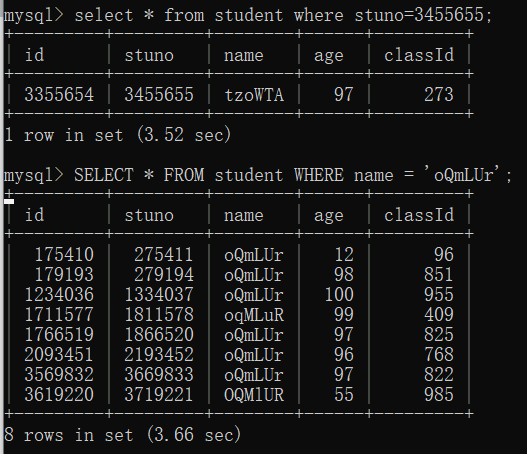 mysql> select * from student where stuno=3455655;
id | stuno | name | age | classId
3355654 | 3455655 | tzoWTA | 97 | 273
1 row in set (3.52 sec)
mysql> SELECT * FROM student WHERE name = 'oQmLUr';
id | stuno | name | age | classId
175410 | 275411 | oQmLUr | 12 | 96
179193 | 279194 | oQmLUr | 98 | 851
1234036 | 1334037 | oQmLUr | 100 | 955
1711577 | 1811578 | oqMLuR | 99 | 409
1766519 | 1866520 | oQmLUr | 97 | 825
2093451 | 2193452 | oQmLUr | 96 | 768
3569832 | 3669833 | oQmLUr | 97 | 822
3619220 | 3719221 | OQMlUR | 55 | 985
8 rows in set (3.66 sec)